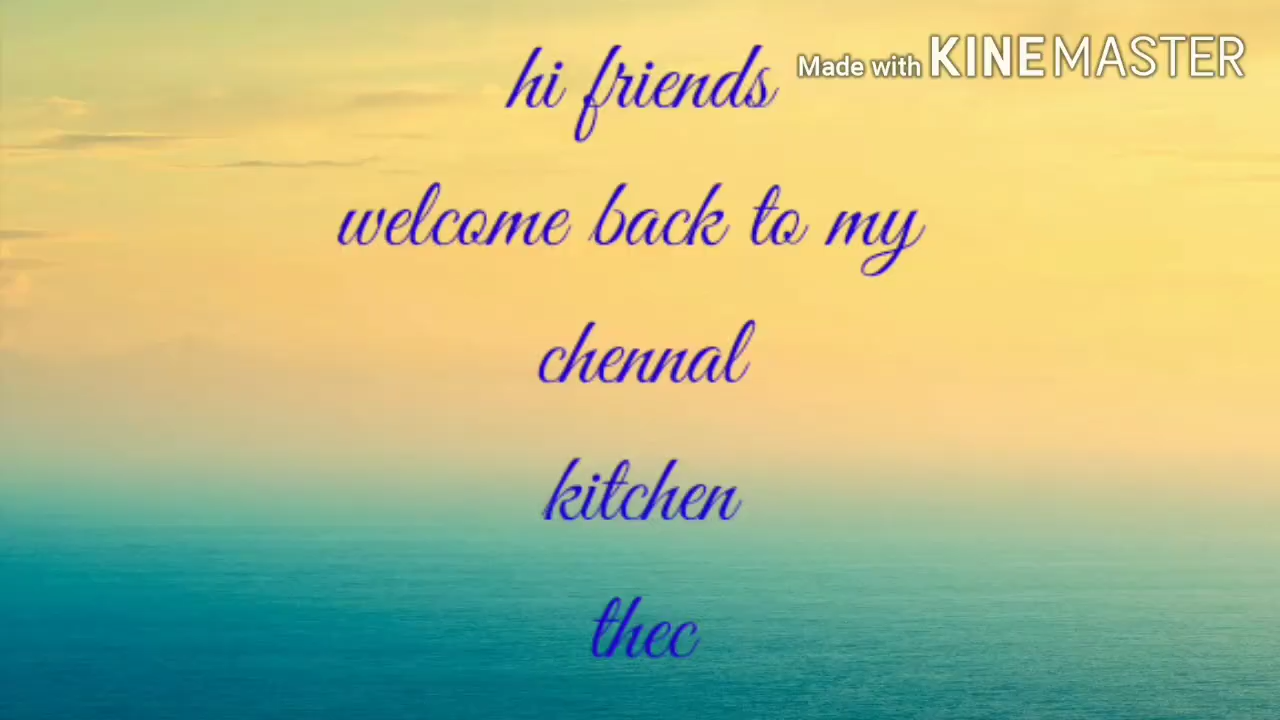 hi friends
Made with KINEMASTER
welcome back to my
chennal
kitchen
thec